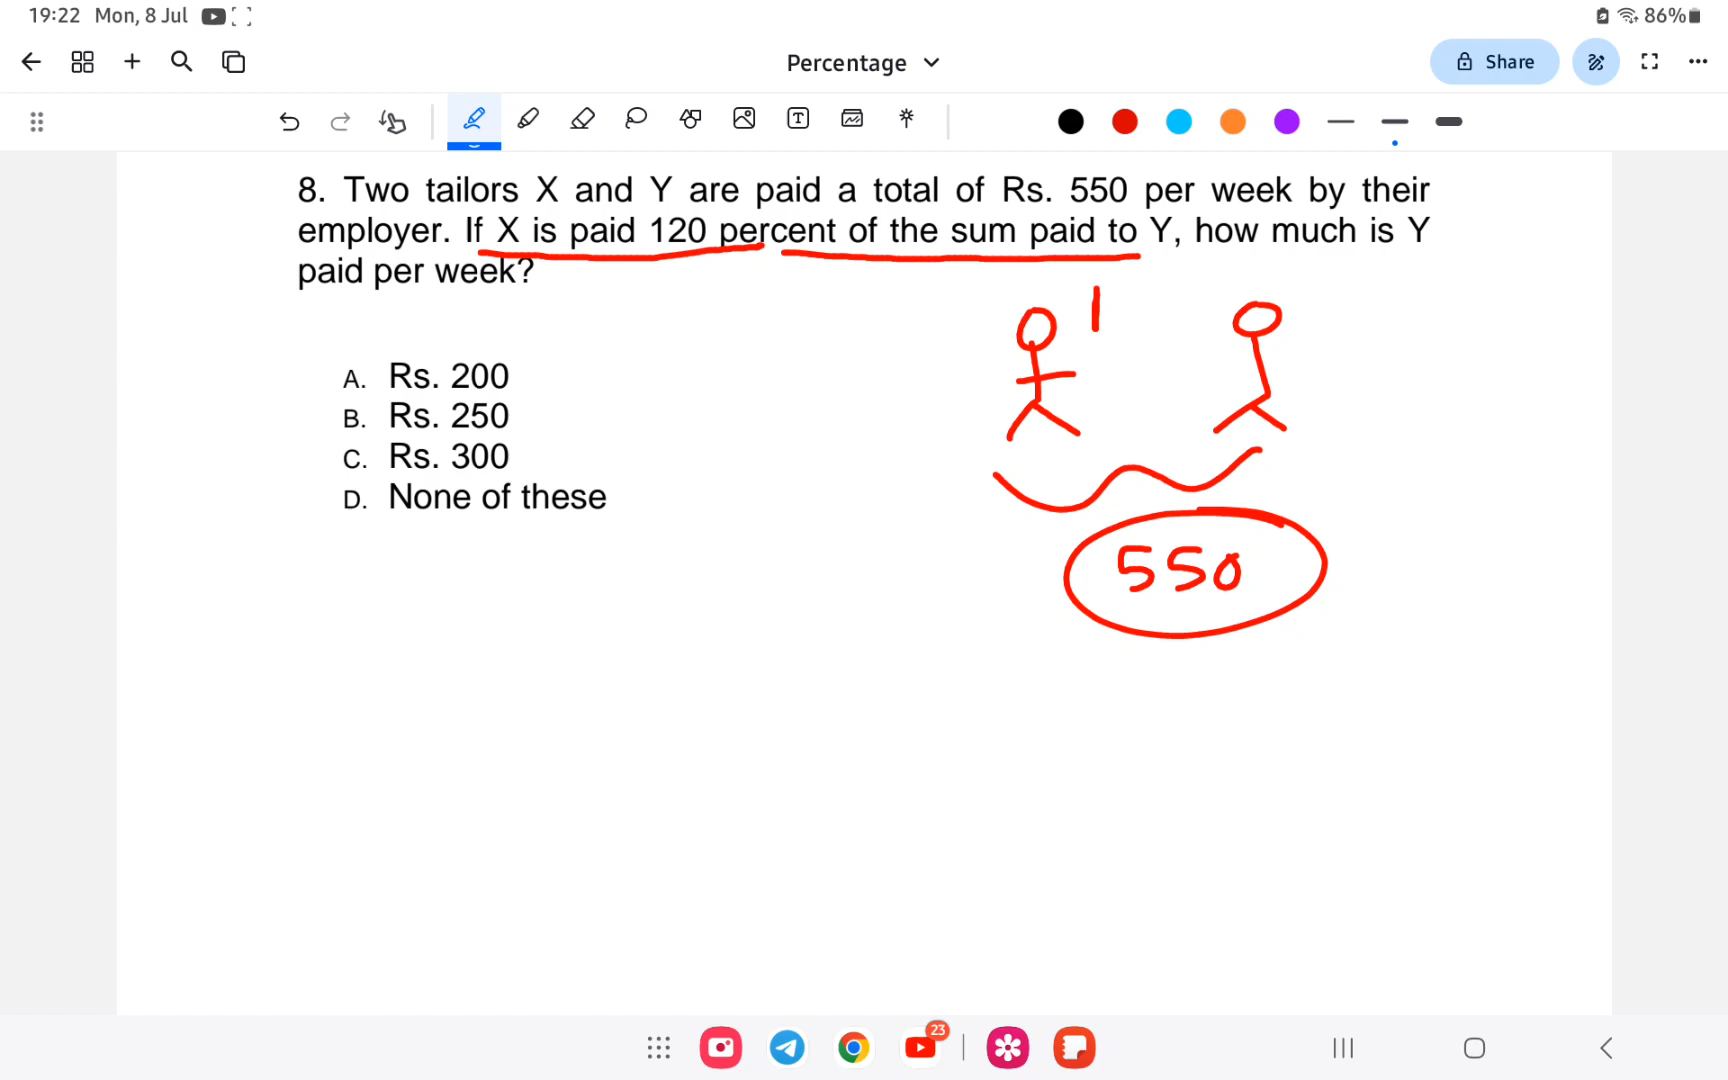 19:22 Mon, 8 Jul
86%
Percentage
Share
8. Two tailors X and Y are paid a total of Rs. 550 per week by their
employer. If X is paid 120 percent of the sum paid to Y, how much is Y
paid per week?
A. Rs. 200
B. Rs. 250
C. Rs. 300
D. None of these
550
23